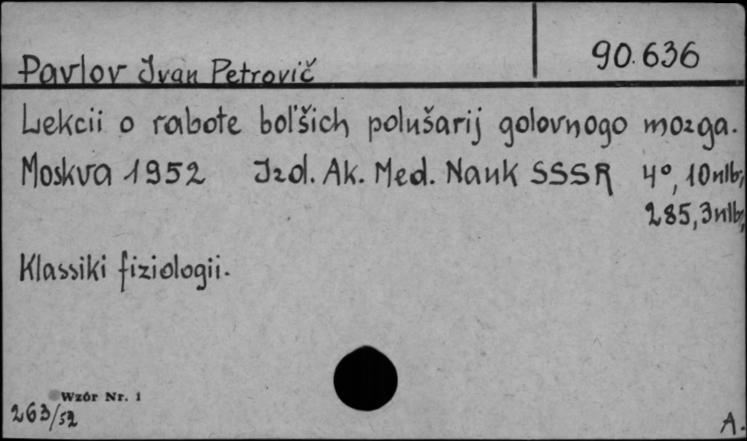 90.636
Pavlov Ivan Petrovič
Lekcii o rabote bol'šich polušarij golovnogo mozga.
Moskva 1952 Izd. Ak. Med. Nauk SSSR 4°, 10nlb,
285, 3nlb,
Klassiki fiziologii.
Wzór Nr. 1
263/52
A.